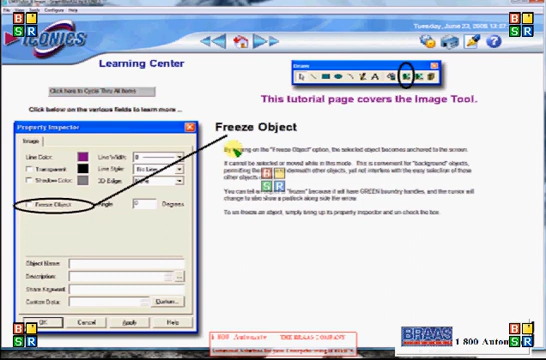 File View Tools Configure Help
Tuesday, June 23, 2009 12:07
ICONICS
Learning Center
Draw
Click here to Cycle Thru All Items
This tutorial page covers the Image Tool.
Click below on the various fields to learn more ...
Property Inspector
Image
Freeze Object
Line Color:
Line Width: 0
Transparent
Line Style:
Shadow Color:
3D Edge:
Freeze Object
Angle: 0 Degrees
on the "Freeze Object" option, the selected object becomes anchored to the screen.
It cannot be selected or moved while in this mode. This is convenient for "background" objects,
permitting beneath other objects, yet not interfere with the easy selection of those
other objects
You can tell "frozen" because it will have GREEN boundry handles, and the cursor will
change to also show a padlock along side the arrow
To un freeze an object, simply bring up its property inspector and un-check the box.
Object Name:
Description:
...
Share Keyword:
Custom Data:
Custom...
OK Cancel Apply Help
B
S R
B
S R
B
S R
B
S R
B
S R
THE BRAAS COMPANY
BRAAS
1 800 Autom